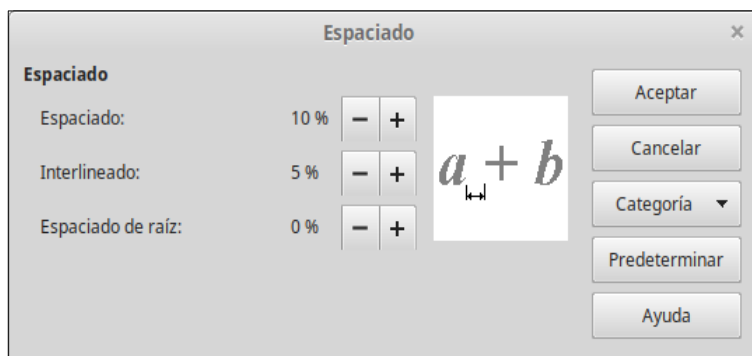 Espaciado
Espaciado
Espaciado: 10 %
Interlineado: 5 %
Espaciado de raíz: 0 %
a + b
Aceptar
Cancelar
Categoría
Predeterminar
Ayuda